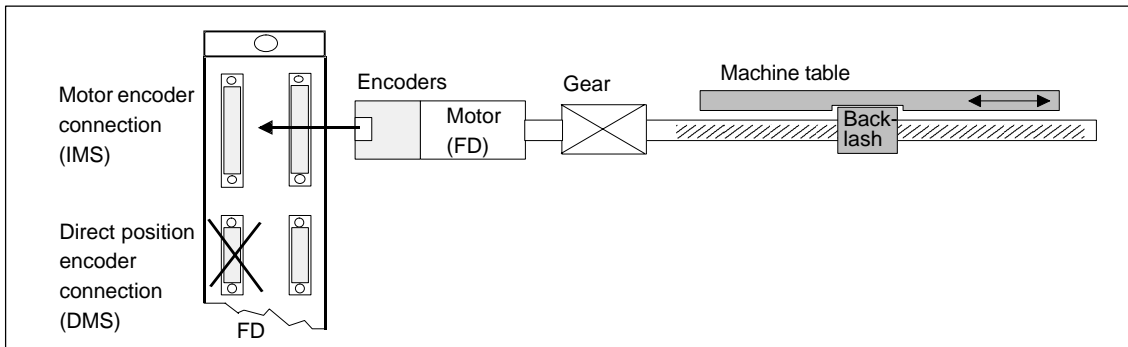 Motor encoder
connection
(IMS)
Direct position
encoder
connection
(DMS)
FD
Encoders
Motor
(FD)
Gear
Machine table
Back-
lash